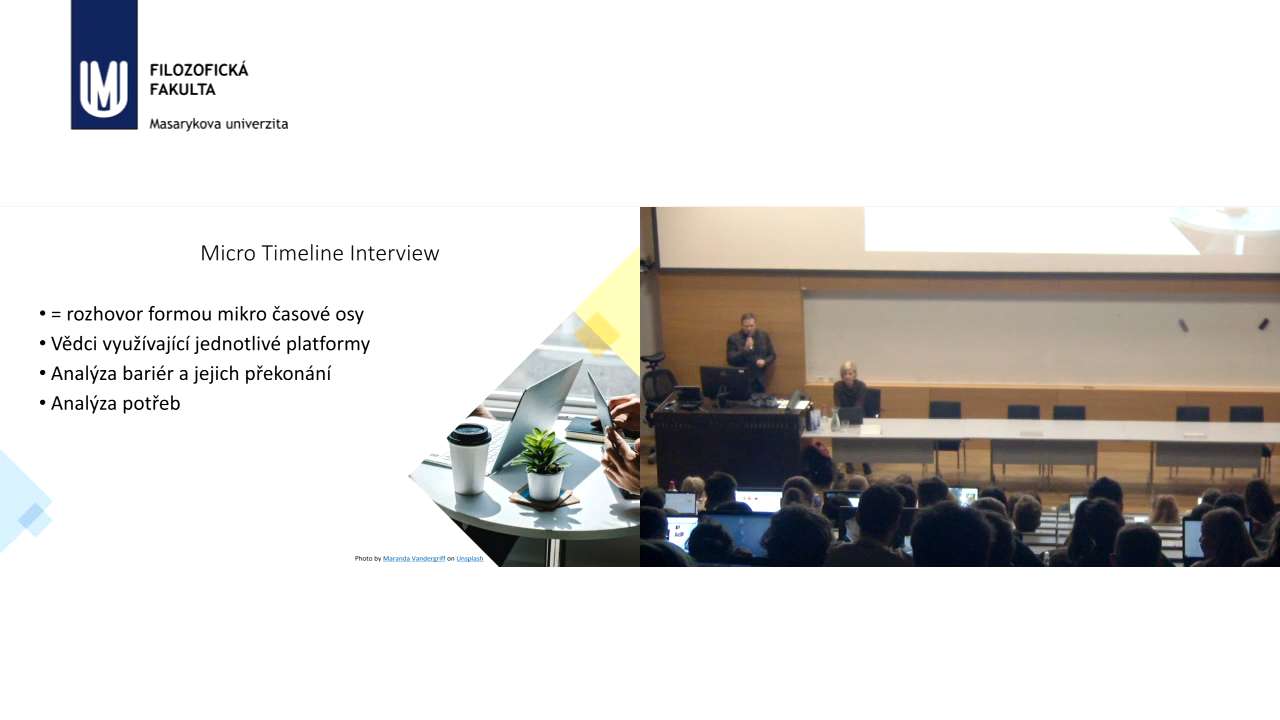 FILOZOFICKÁ
FAKULTA
Masarykova univerzita
Micro Timeline Interview
• = rozhovor formou mikro časové osy
• Vědci využívající jednotlivé platformy
• Analýza bariér a jejich překonání
• Analýza potřeb
Photo by Maranda Vandergriff on Unsplash